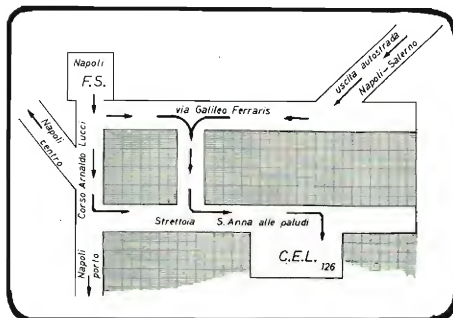 Napoli
F.S.
uscita autostrada
Napoli-Salerno
via Galileo Ferraris
Napoli
centro
Corso Arnaldo Lucci
Strettoia S. Anna alle paludi
C.E.L.
126
Napoli
porto